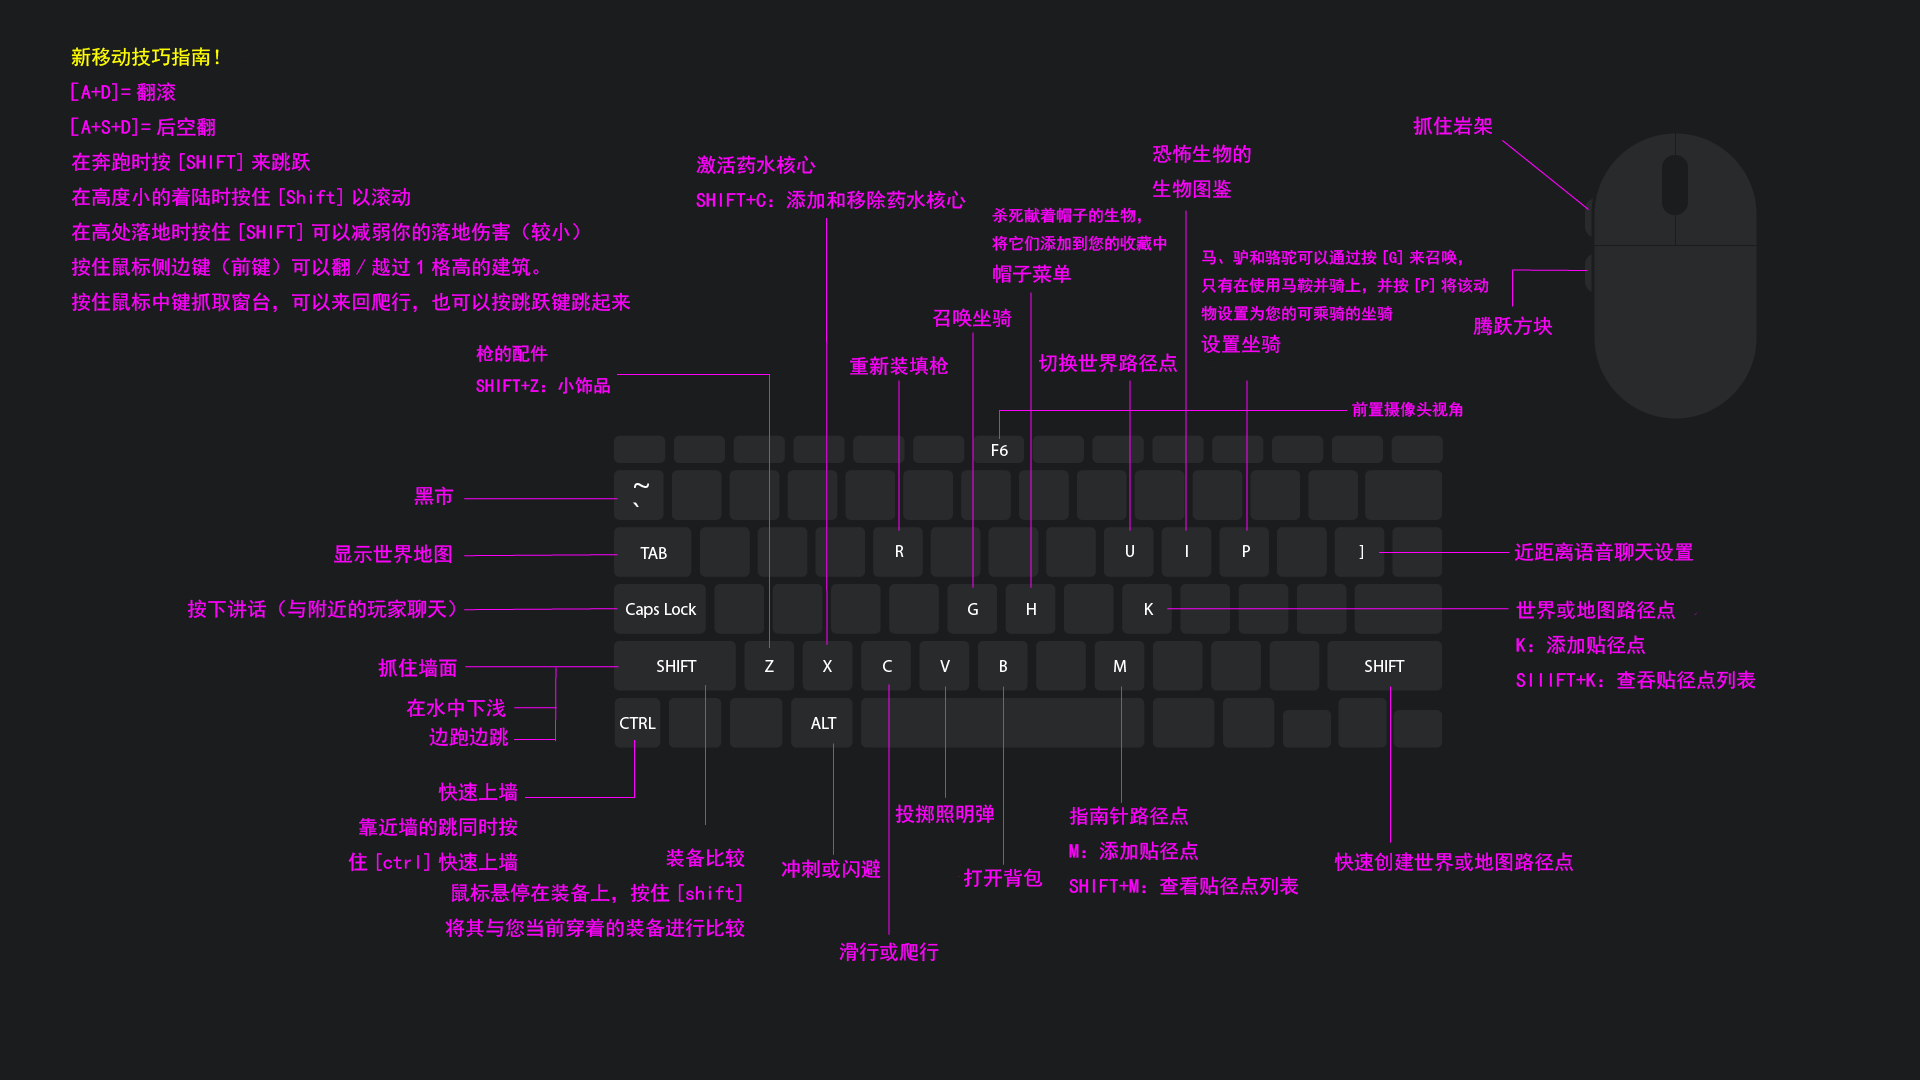 新移动技巧指南！
[A+D]= 翻滚
[A+S+D]= 后空翻
在奔跑时按 [SHIFT] 来跳跃
在高度小的着陆时按住 [Shift] 以滚动
在高处落地时按住 [SHIFT] 可以减弱你的落地伤害（较小）
按住鼠标侧边键（前键）可以翻 / 越过 1 格高的建筑。
按住鼠标中键抓取窗台，可以来回爬行，也可以按跳跃键跳起来
抓住岩架
腾跃方块
激活药水核心
SHIFT+C：添加和移除药水核心
恐怖生物的
生物图鉴
杀死献着帽子的生物，
将它们添加到您的收藏中
帽子菜单
马、驴和骆驼可以通过按 [G] 来召唤，
只有在使用马鞍并骑上，并按 [P] 将该动
物设置为您的可乘骑的坐骑
设置坐骑
召唤坐骑
重新装填枪
切换世界路径点
枪的配件
SHIFT+Z：小饰品
前置摄像头视角
F6
黑市
~
`
显示世界地图
TAB
R
U
I
P
]
近距离语音聊天设置
按下讲话（与附近的玩家聊天）
Caps Lock
G
H
K
世界或地图路径点
K：添加贴径点
SIIIFT+K：查吞贴径点列表
抓住墙面
SHIFT
Z
X
C
V
B
M
SHIFT
在水中下浅
边跑边跳
CTRL
ALT
快速上墙
靠近墙的跳同时按
住 [ctrl] 快速上墙
装备比较
鼠标悬停在装备上，按住 [shift]
将其与您当前穿着的装备进行比较
冲刺或闪避
滑行或爬行
投掷照明弹
打开背包
指南针路径点
M：添加贴径点
SHIFT+M：查看贴径点列表
快速创建世界或地图路径点